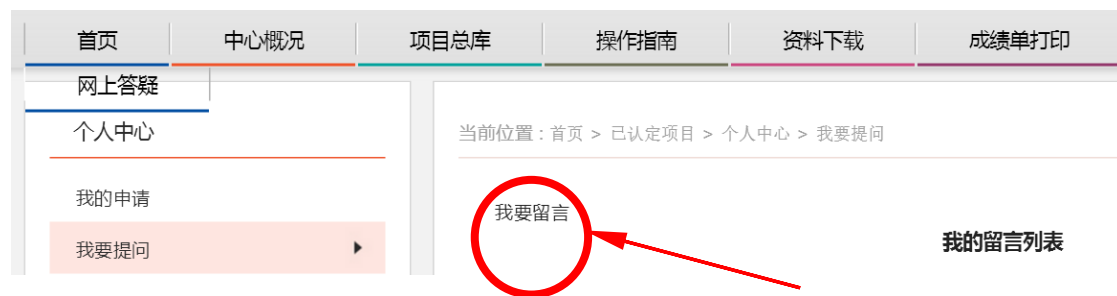 首页 中心概况 项目总库 操作指南 资料下载 成绩单打印
网上答疑
个人中心
当前位置：首页 > 已认定项目 > 个人中心 > 我要提问
我的申请
我要留言
我要提问
我的留言列表